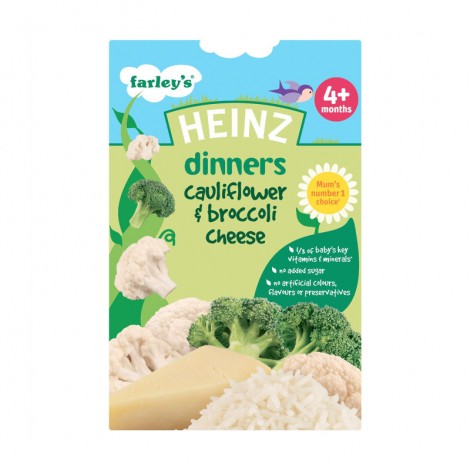 farley's®
4+
months
HEINZ
dinners
cauliflower
& broccoli
cheese
Mum's
number 1
choice†
1/3 of baby's key
vitamins & minerals*
no added sugar
no artificial colours,
flavours or preservatives